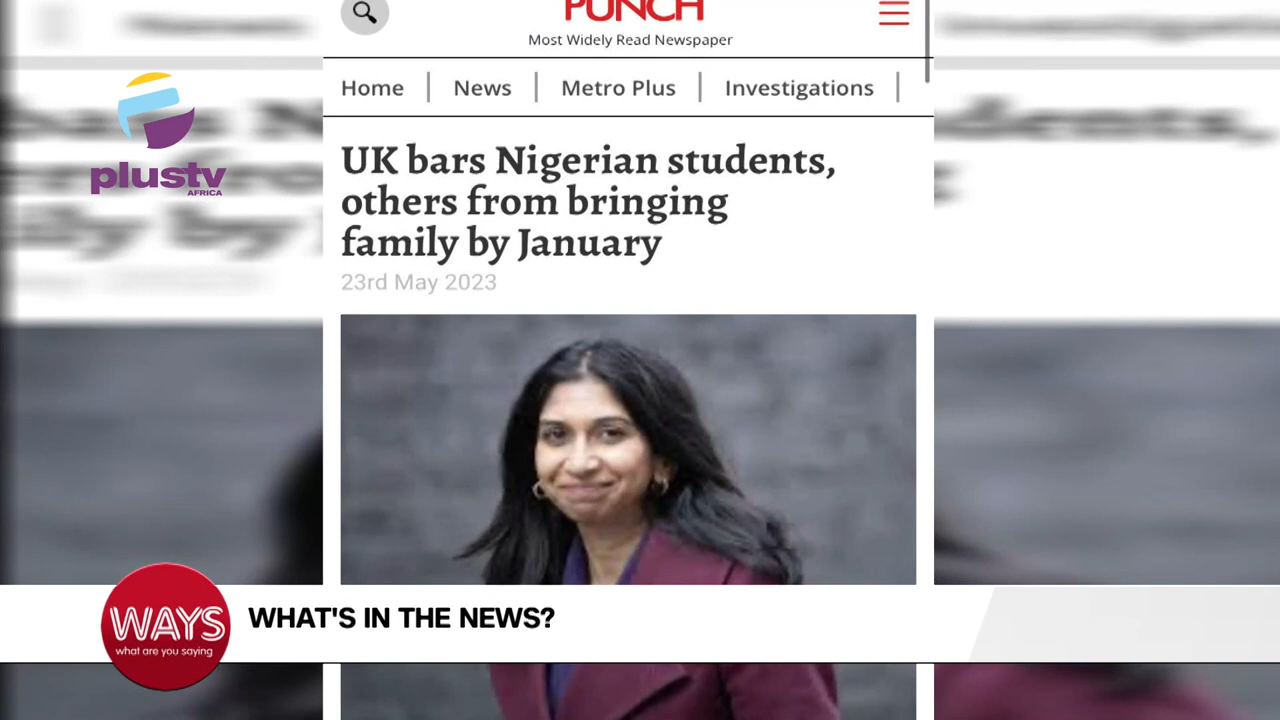 PUNCH
Most Widely Read Newspaper
Home
News
Metro Plus
Investigations
UK bars Nigerian students,
others from bringing
family by January
23rd May 2023
plustv
AFRICA
WAYS
what are you saying
WHAT'S IN THE NEWS?